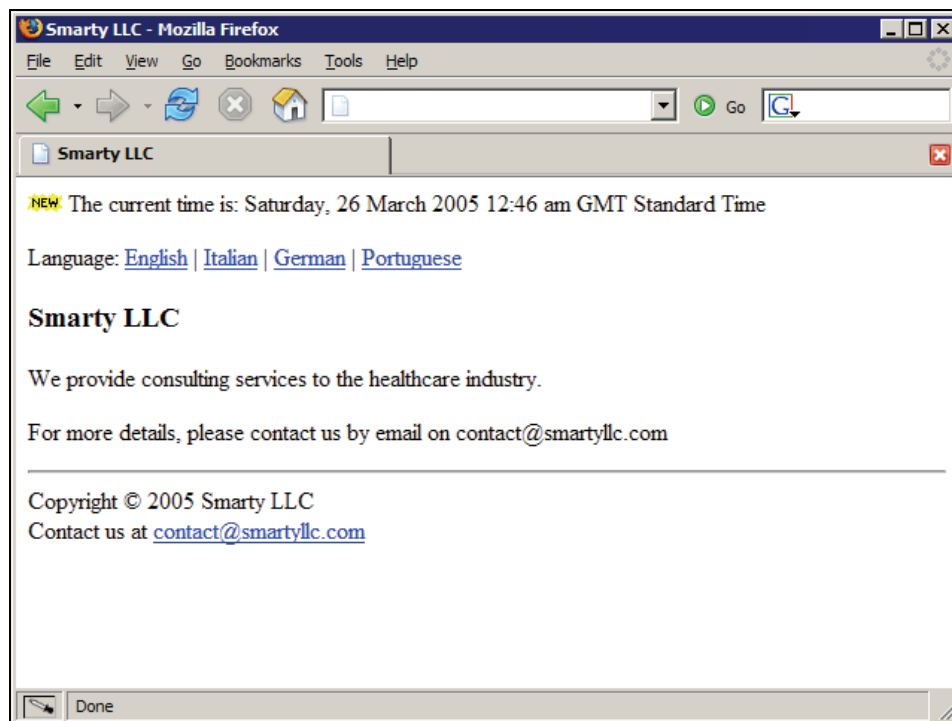 Smarty LLC - Mozilla Firefox
File Edit View Go Bookmarks Tools Help
Go G
Smarty LLC
NEW The current time is: Saturday, 26 March 2005 12:46 am GMT Standard Time
Language: English | Italian | German | Portuguese
Smarty LLC
We provide consulting services to the healthcare industry.
For more details, please contact us by email on contact@smartyllc.com
Copyright © 2005 Smarty LLC
Contact us at contact@smartyllc.com
Done